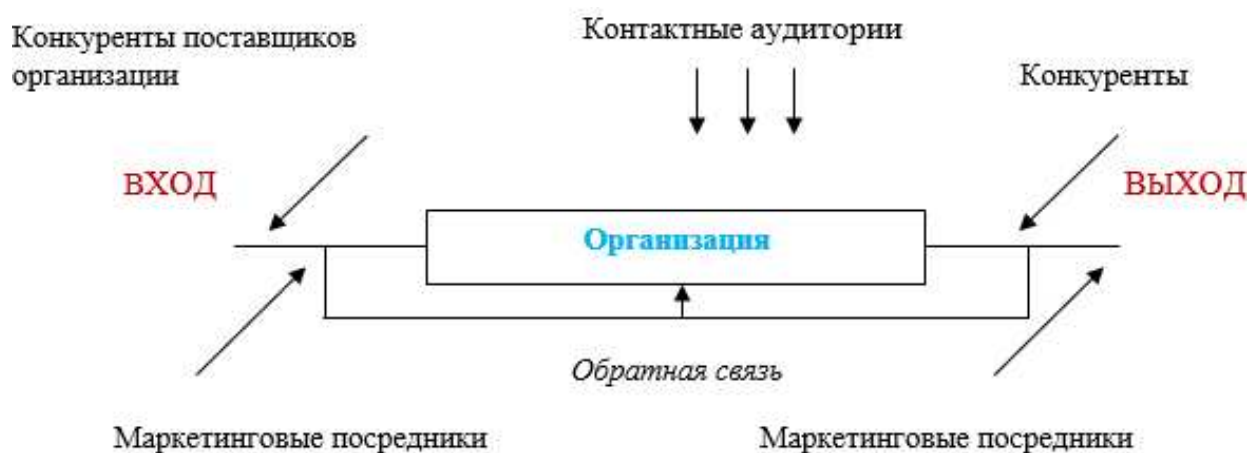 Конкуренты поставщиков
организации
Контактные аудитории
Конкуренты
ВХОД
ВЫХОД
Организация
Обратная связь
Маркетинговые посредники
Маркетинговые посредники